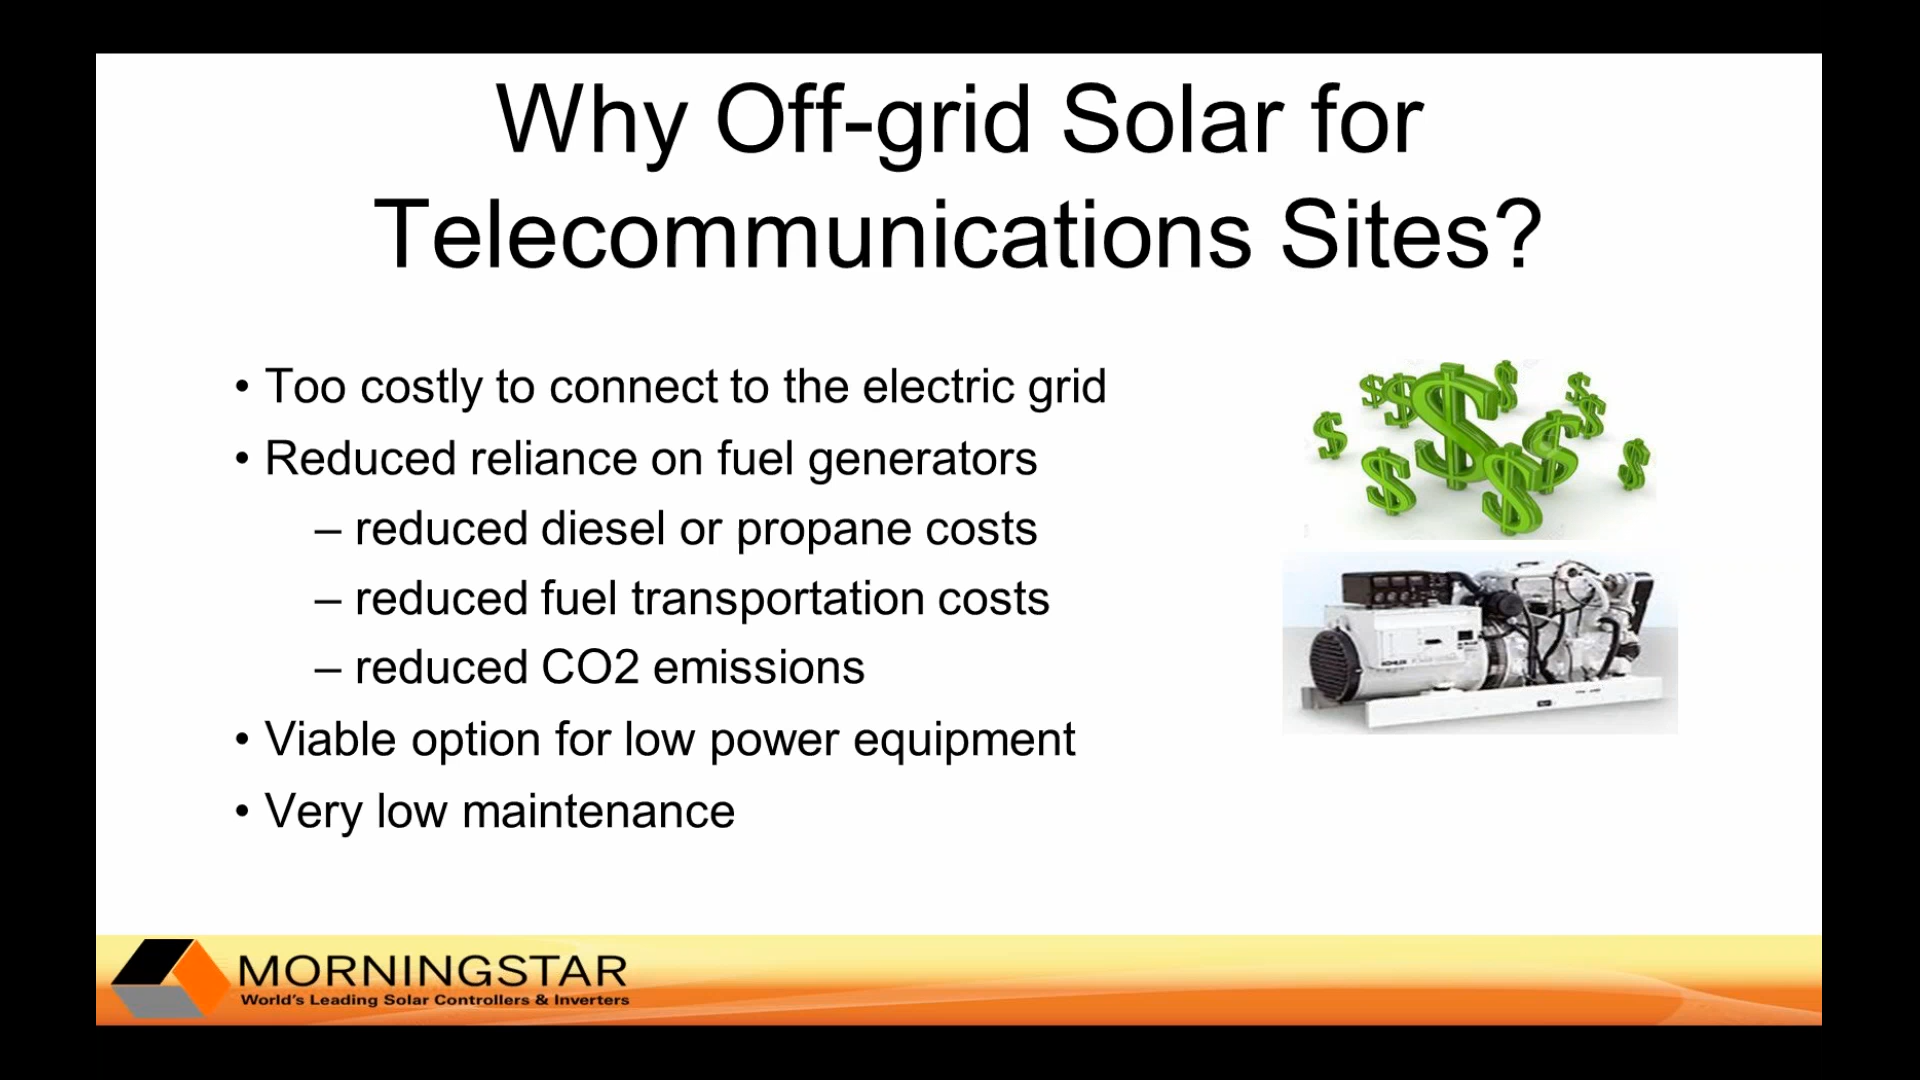 Why Off-grid Solar for
Telecommunications Sites?
• Too costly to connect to the electric grid
• Reduced reliance on fuel generators
– reduced diesel or propane costs
– reduced fuel transportation costs
– reduced CO2 emissions
• Viable option for low power equipment
• Very low maintenance
KOHLER
MORNINGSTAR
World's Leading Solar Controllers & Inverters